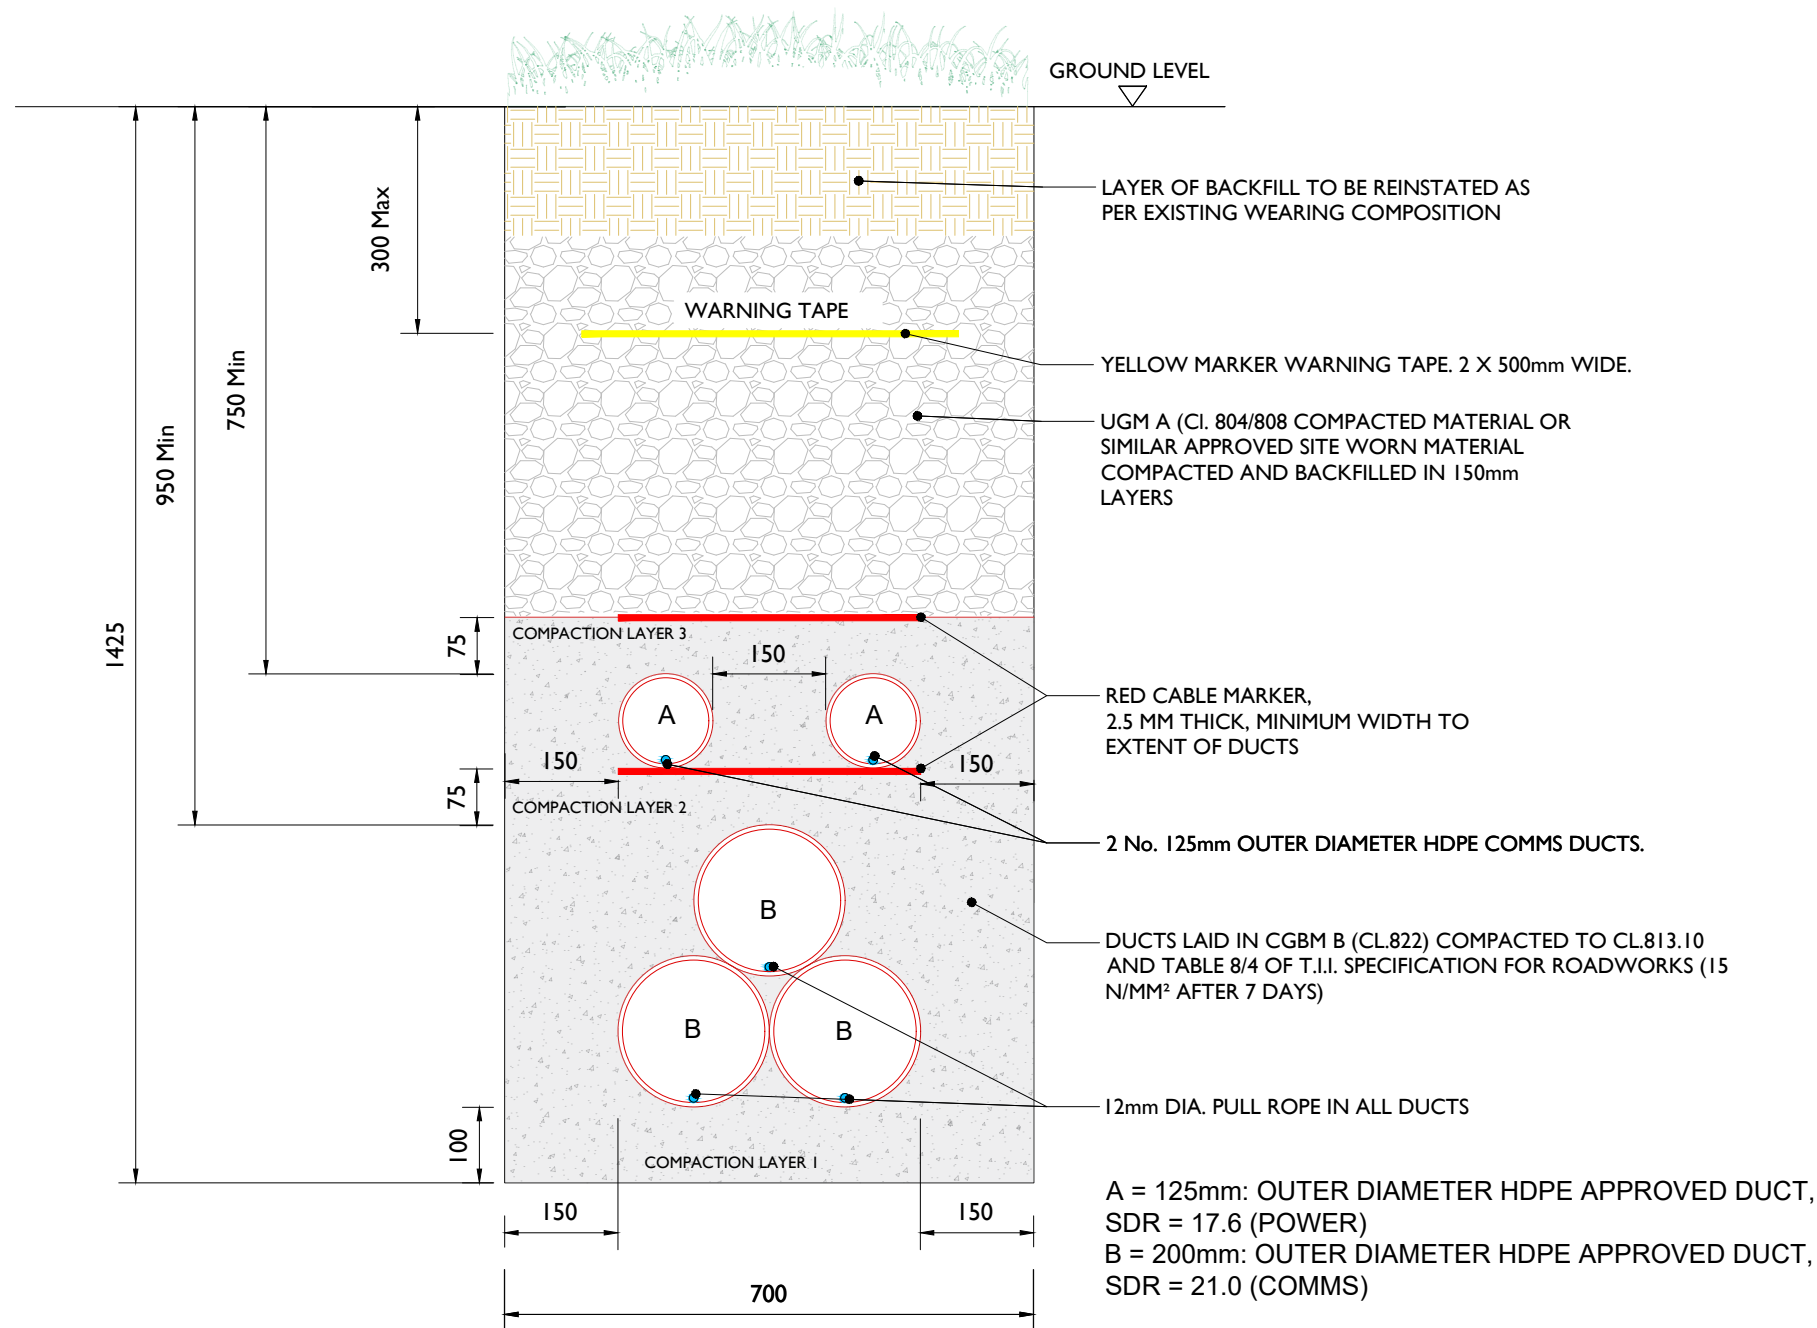 GROUND LEVEL
LAYER OF BACKFILL TO BE REINSTATED AS
PER EXISTING WEARING COMPOSITION
300 Max
WARNING TAPE
YELLOW MARKER WARNING TAPE. 2 X 500mm WIDE.
750 Min
UGM A (Cl. 804/808 COMPACTED MATERIAL OR
SIMILAR APPROVED SITE WORN MATERIAL
COMPACTED AND BACKFILLED IN 150mm
LAYERS
950 Min
1425
COMPACTION LAYER 3
75
150
A
A
RED CABLE MARKER,
2.5 MM THICK, MINIMUM WIDTH TO
EXTENT OF DUCTS
150
150
75
COMPACTION LAYER 2
2 No. 125mm OUTER DIAMETER HDPE COMMS DUCTS.
B
DUCTS LAID IN CGBM B (CL.822) COMPACTED TO CL.813.10
AND TABLE 8/4 OF T.I.I. SPECIFICATION FOR ROADWORKS (15
N/MM² AFTER 7 DAYS)
B
B
12mm DIA. PULL ROPE IN ALL DUCTS
100
COMPACTION LAYER 1
150
150
A = 125mm: OUTER DIAMETER HDPE APPROVED DUCT,
SDR = 17.6 (POWER)
B = 200mm: OUTER DIAMETER HDPE APPROVED DUCT,
SDR = 21.0 (COMMS)
700